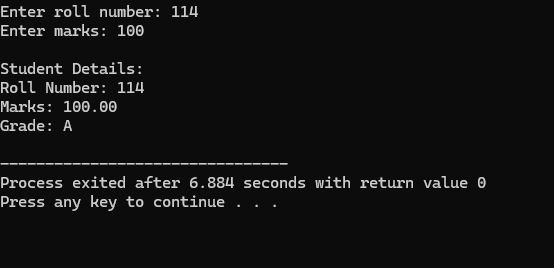 Enter roll number: 114
Enter marks: 100
Student Details:
Roll Number: 114
Marks: 100.00
Grade: A
--------------------------------
Process exited after 6.884 seconds with return value 0
Press any key to continue . . .